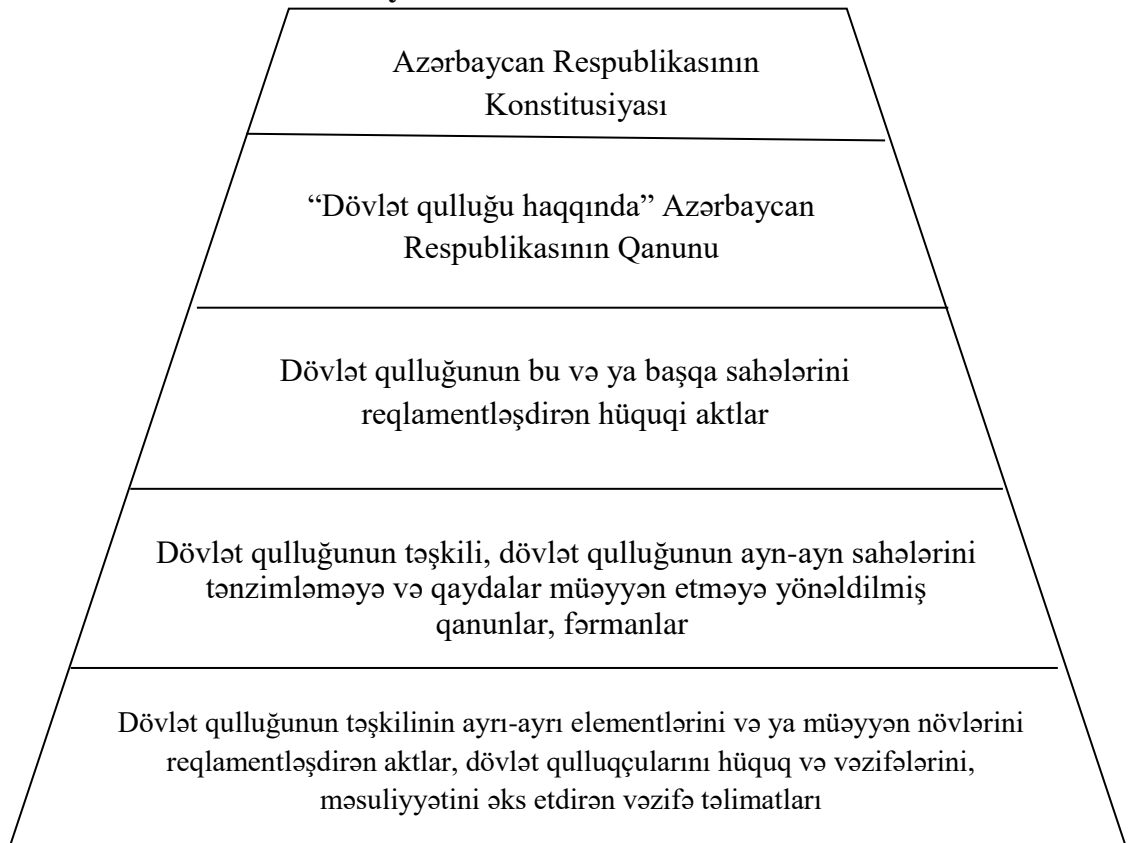 Azərbaycan Respublikasının
Konstitusiyası
“Dövlət qulluğu haqqında” Azərbaycan
Respublikasının Qanunu
Dövlət qulluğunun bu və ya başqa sahələrini
reqlamentləşdirən hüquqi aktlar
Dövlət qulluğunun təşkili, dövlət qulluğunun ayn-ayn sahələrini
tənzimləməyə və qaydalar müəyyən etməyə yönəldilmiş
qanunlar, fərmanlar
Dövlət qulluğunun təşkilinin ayrı-ayrı elementlərini və ya müəyyən növlərini
reqlamentləşdirən aktlar, dövlət qulluqçularını hüquq və vəzifələrini,
məsuliyyətini əks etdirən vəzifə təlimatları